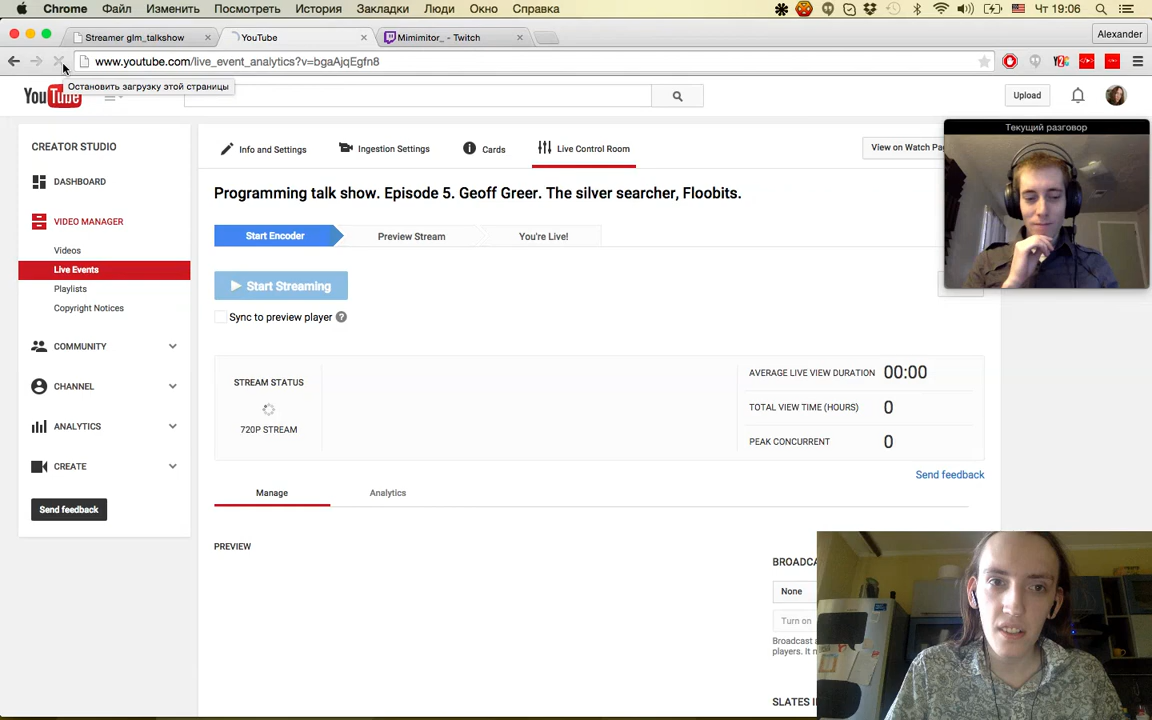 Chrome Файл Изменить Посмотреть История Закладки Люди Окно Справка Чт 19:06
Streamer glm_talkshow YouTube Mimimitor_ - Twitch Alexander
www.youtube.com/live_event_analytics?v=bgaAjqEgfn8
Остановить загрузку этой страницы
YouTube Upload
Текущий разговор
CREATOR STUDIO
DASHBOARD
VIDEO MANAGER
Videos
Live Events
Playlists
Copyright Notices
COMMUNITY
CHANNEL
ANALYTICS
CREATE
Send feedback
Info and Settings Ingestion Settings Cards Live Control Room View on Watch Pag
Programming talk show. Episode 5. Geoff Greer. The silver searcher, Floobits.
Start Encoder Preview Stream You're Live!
Start Streaming
Sync to preview player ?
STREAM STATUS
720P STREAM
AVERAGE LIVE VIEW DURATION 00:00
TOTAL VIEW TIME (HOURS) 0
PEAK CONCURRENT 0
Send feedback
Manage Analytics
PREVIEW
BROADC
None
Turn on
Broadcast a
players. It n
SLATES I